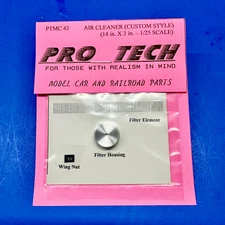 PTMC 45 AIR CLEANER (CUSTOM STYLE)
(14 in. X 3 in. – 1/25 SCALE)
PRO TECH
FOR THOSE WITH REALISM IN MIND
MODEL CAR AND RAILROAD PARTS
Filter Element
Filter Housing
Wing Nut